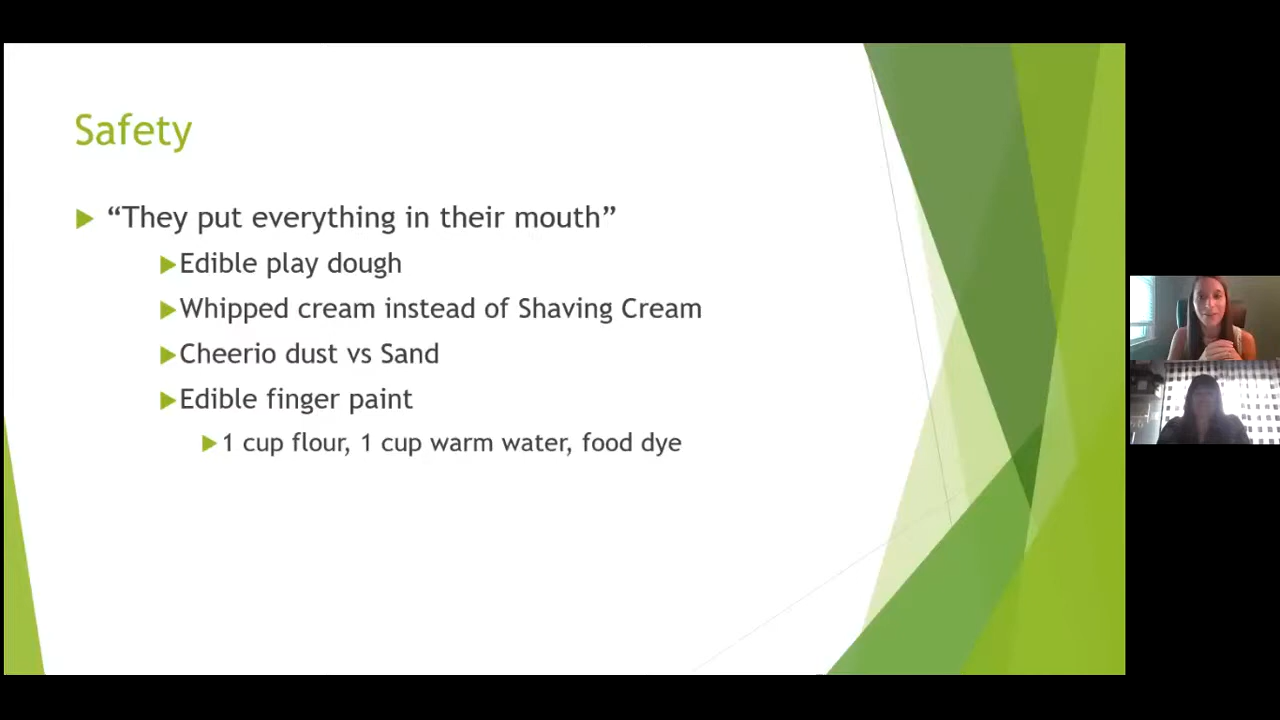 Safety
“They put everything in their mouth”
Edible play dough
Whipped cream instead of Shaving Cream
Cheerio dust vs Sand
Edible finger paint
1 cup flour, 1 cup warm water, food dye